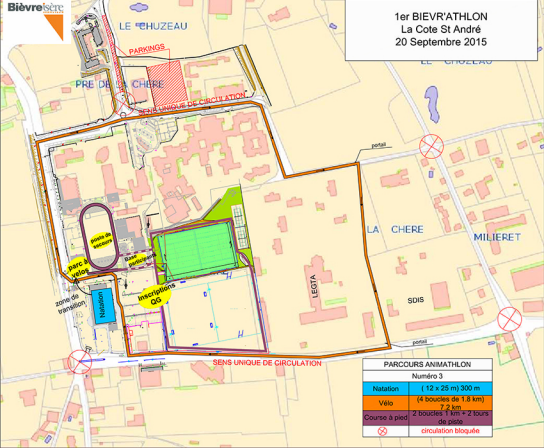 BièvreIsère
1er BIEVR'ATHLON
La Cote St André
20 Septembre 2015
LE CHUZEAU
LE CHUZEAU
PARKINGS
PRE DE LA CHERE
SENS UNIQUE DE CIRCULATION
portail
LA CHERE
MILIERET
poste de
secours
Base
participants
parc à
vélos
zone de
transition
Natation
Inscriptions
QG
LEGTA
SDIS
portail
SENS UNIQUE DE CIRCULATION
PARCOURS ANIMATHLON
Numéro 3
Natation
( 12 x 25 m) 300 m
Vélo
(4 boucles de 1.8 km)
7.2 km
Course à pied
2 boucles 1 km + 2 tours
de piste
circulation bloquée